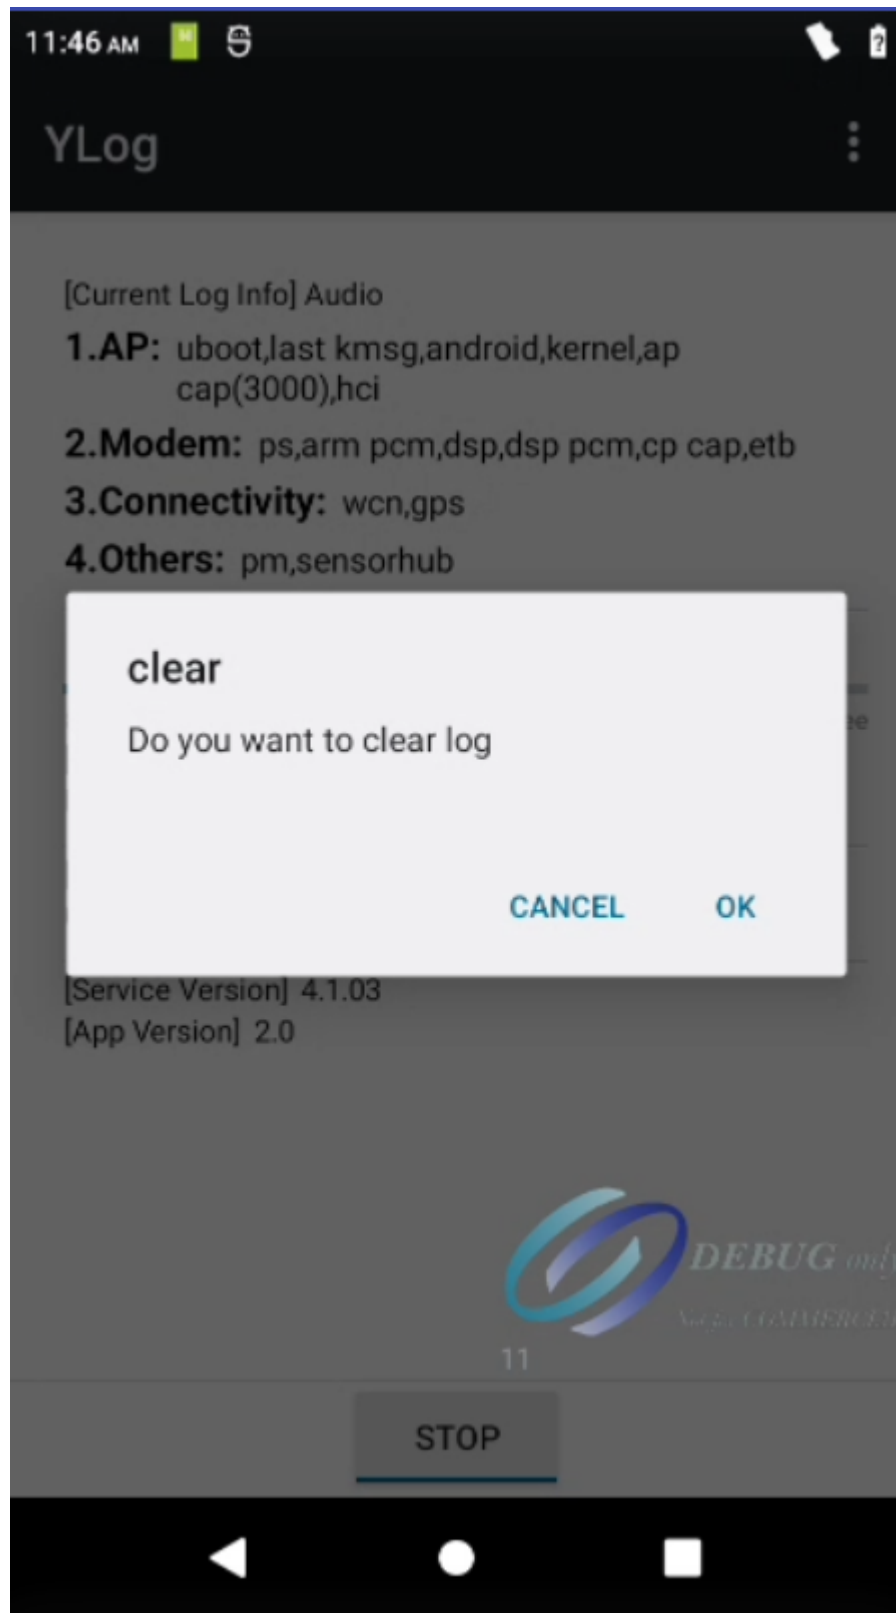 11:46 AM
YLog
[Current Log Info] Audio
1.AP: uboot,last kmsg,android,kernel,ap
cap(3000),hci
2.Modem: ps,arm pcm,dsp,dsp pcm,cp cap,etb
3.Connectivity: wcn,gps
4.Others: pm,sensorhub
clear
Do you want to clear log
CANCEL OK
[Service Version] 4.1.03
[App Version] 2.0
DEBUG only
11
STOP